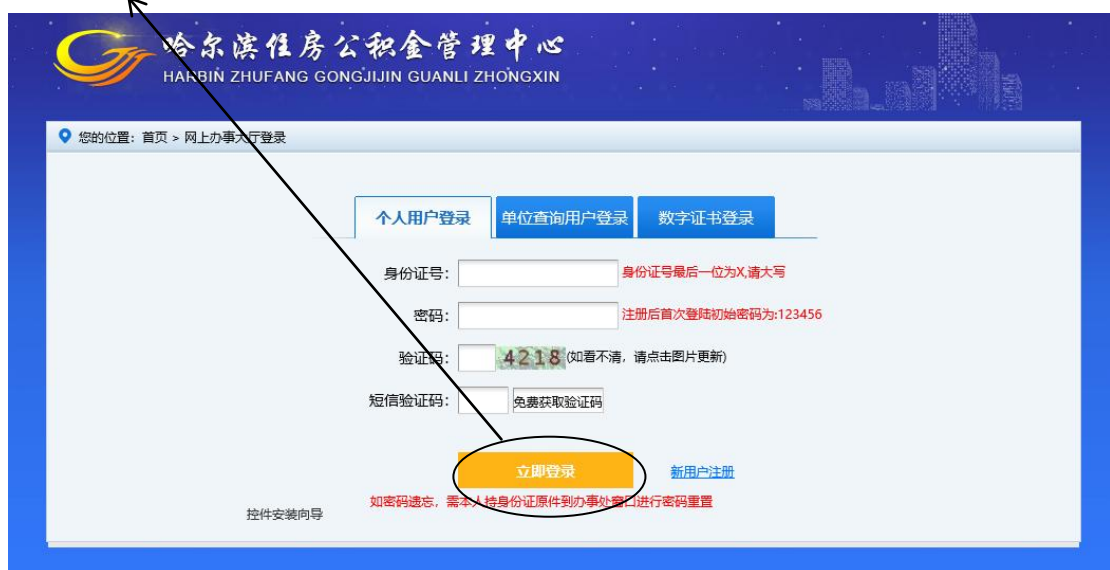 哈尔滨住房公积金管理中心
HARBIN ZHUFANG GONGJIJIN GUANLI ZHONGXIN
您的位置：首页 > 网上办事大厅登录
个人用户登录 单位查询用户登录 数字证书登录
身份证号： 身份证号最后一位为X,请大写
密码： 注册后首次登陆初始密码为:123456
验证码： 4218 (如看不清，请点击图片更新)
短信验证码： 免费获取验证码
立即登录 新用户注册
如密码遗忘，需本人持身份证原件到办事处窗口进行密码重置
控件安装向导